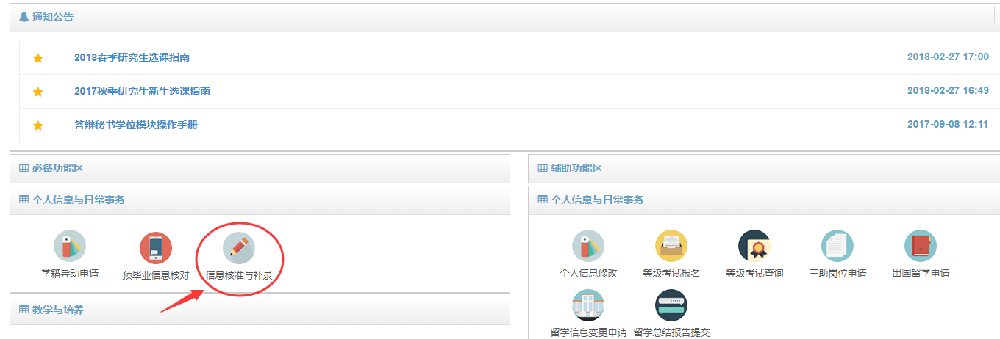 通知公告
2018春季研究生选课指南 2018-02-27 17:00
2017秋季研究生新生选课指南 2018-02-27 16:49
答辩秘书学位模块操作手册 2017-09-08 12:11
必备功能区
个人信息与日常事务
学籍异动申请 预毕业信息核对 信息核准与补录
教学与培养
辅助功能区
个人信息与日常事务
个人信息修改 等级考试报名 等级考试查询 三助岗位申请 出国留学申请
留学信息变更申请 留学总结报告提交